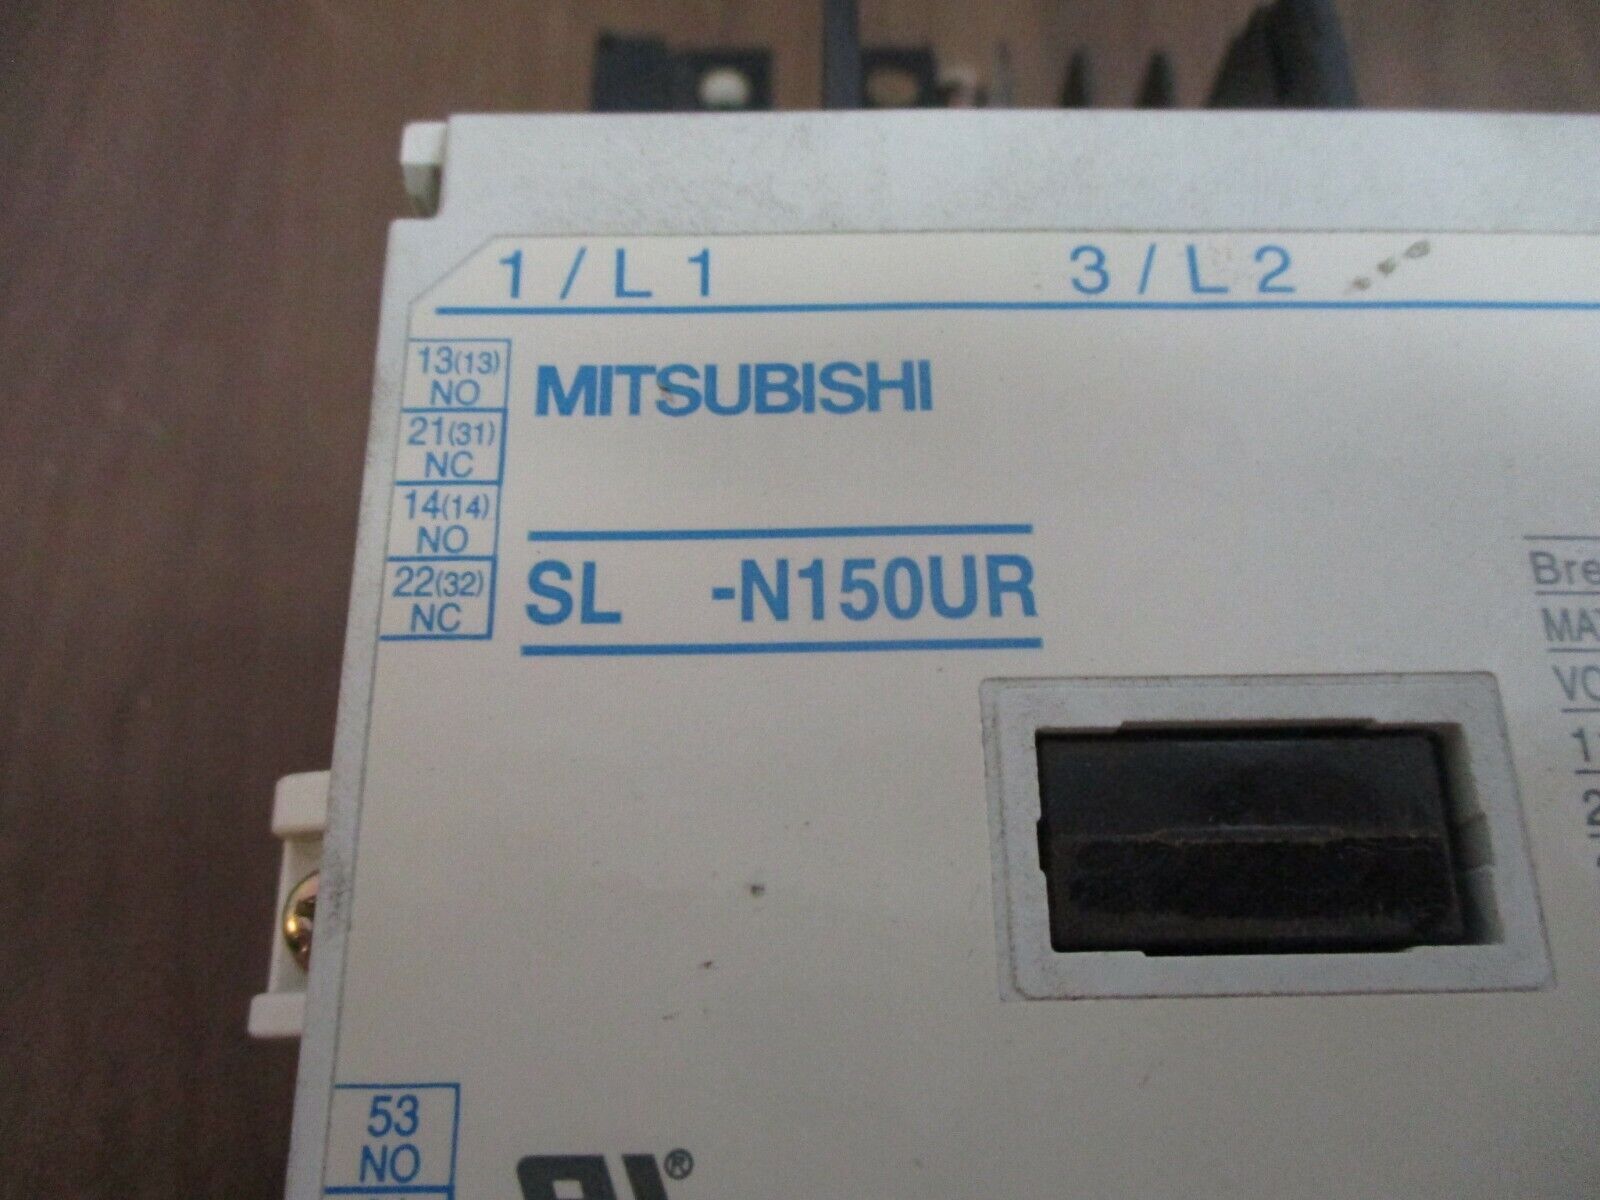 1/L1 3/L2
13(13)
NO
21(31)
NC
14(14)
NO
22(32)
NC
MITSUBISHI
SL -N150UR
53
NO
®